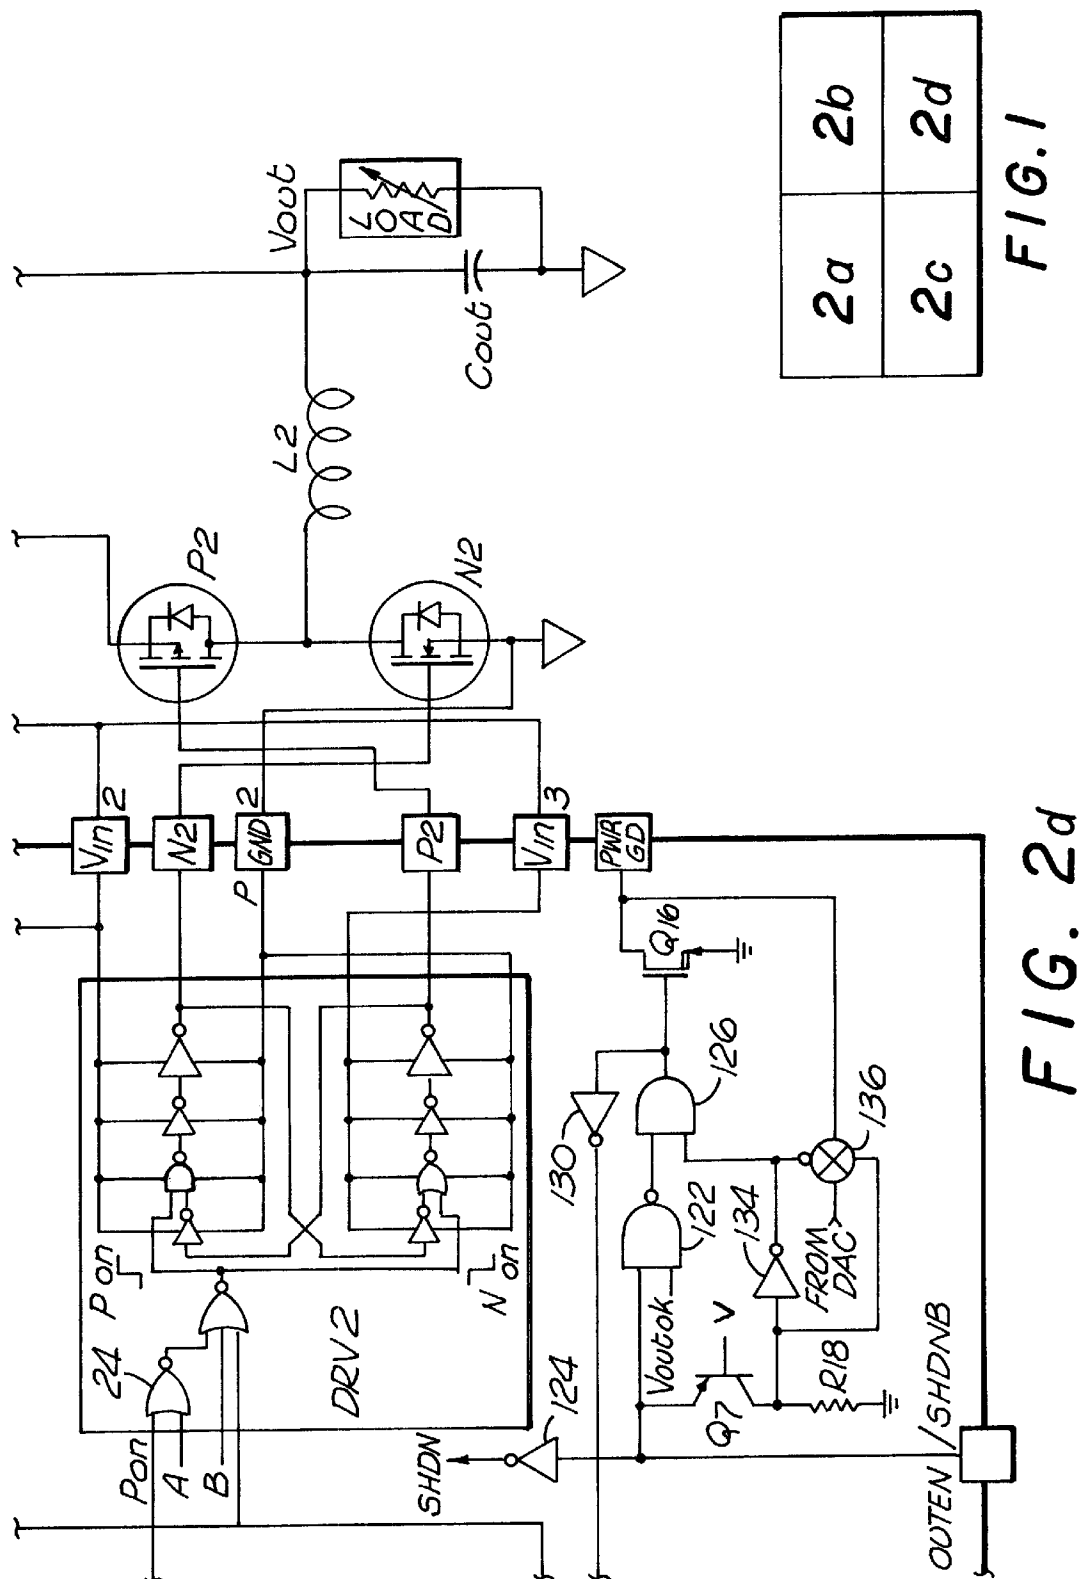 Vout
LOAD
Cout
L2
P2
N2
Vin 2
N2
P GND 2
P2
Vin 3
PWR GD
Pon
A
B
24
P on
N on
DRV2
SHDN
124
130
Q16
126
122
Voutok
Q7
V
134
136
FROM DAC
R18
OUTEN /SHDNB
FIG. 2d
2a
2b
2c
2d
FIG.1